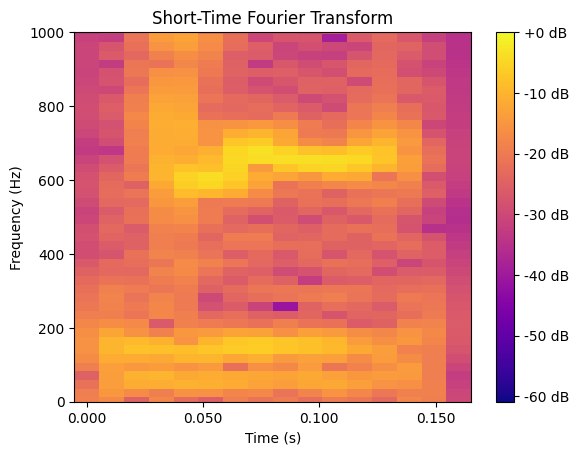 Short-Time Fourier Transform
1000
800
600
400
200
0
Frequency (Hz)
0.000
0.050
0.100
0.150
Time (s)
+0 dB
-10 dB
-20 dB
-30 dB
-40 dB
-50 dB
-60 dB